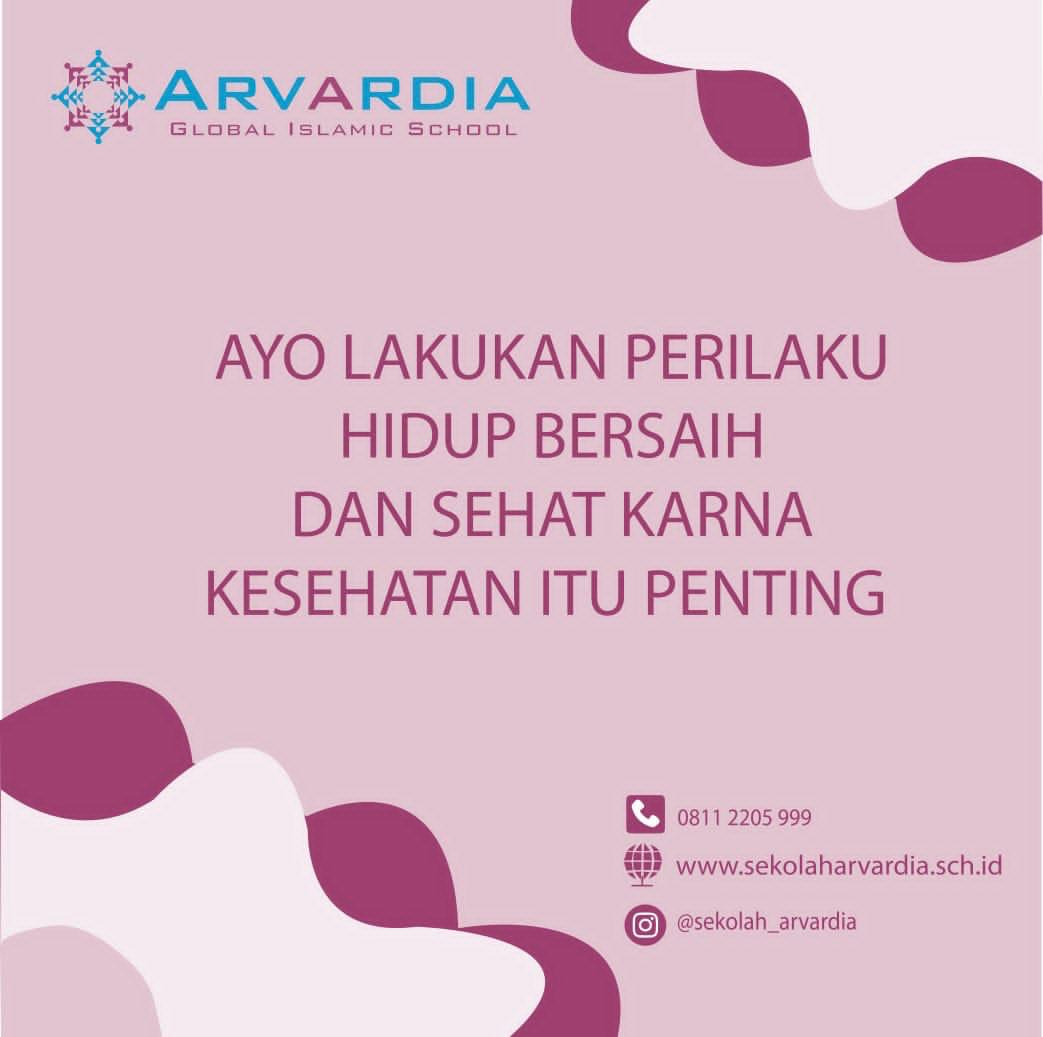 ARVARDIA
GLOBAL ISLAMIC SCHOOL
AYO LAKUKAN PERILAKU
HIDUP BERSAIH
DAN SEHAT KARNA
KESEHATAN ITU PENTING
0811 2205 999
www.sekolaharvardia.sch.id
@sekolah_arvardia